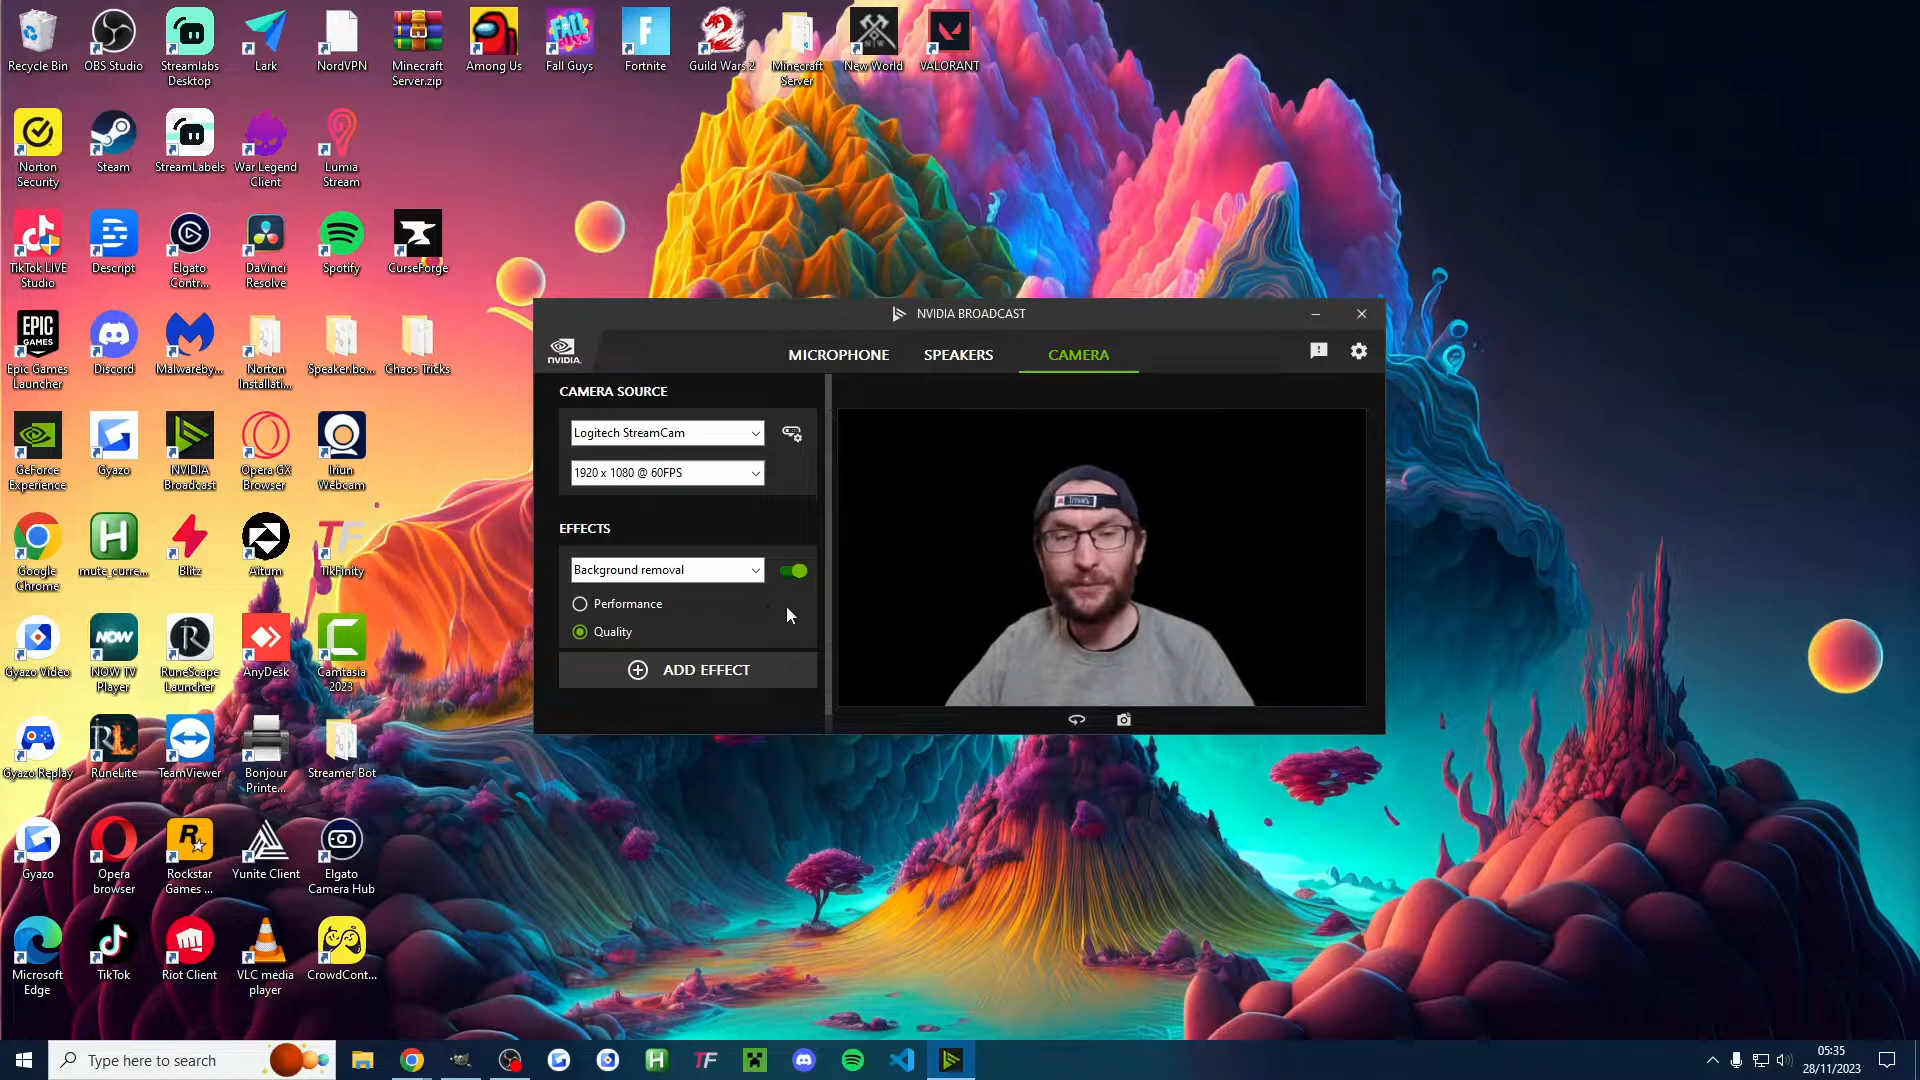 Recycle Bin
OBS Studio
Streamlabs
Desktop
Lark
NordVPN
Minecraft
Server.zip
Among Us
Fall Guys
Fortnite
Guild Wars 2
Minecraft
Server
New World
VALORANT
Norton
Security
Steam
StreamLabels
War Legend
Client
Lumia
Stream
TikTok LIVE
Studio
Descript
Elgato
Contr...
DaVinci
Resolve
Spotify
CurseForge
Epic Games
Launcher
Discord
Malwareby...
Norton
Installati...
Speaker.bo...
Chaos Tricks
GeForce
Experience
Gyazo
NVIDIA
Broadcast
Opera GX
Browser
Iriun
Webcam
Google
Chrome
mute_curre...
Blitz
Aitum
TikFinity
Gyazo Video
NOW TV
Player
RuneScape
Launcher
AnyDesk
Camtasia
2023
Gyazo Replay
RuneLite
TeamViewer
Bonjour
Printe...
Streamer Bot
Gyazo
Opera
browser
Rockstar
Games ...
Yunite Client
Elgato
Camera Hub
Microsoft
Edge
TikTok
Riot Client
VLC media
player
CrowdCont...
NVIDIA BROADCAST
NVIDIA.
MICROPHONE
SPEAKERS
CAMERA
CAMERA SOURCE
Logitech StreamCam
1920 x 1080 @ 60FPS
EFFECTS
Background removal
Performance
Quality
ADD EFFECT
Type here to search
05:35
28/11/2023